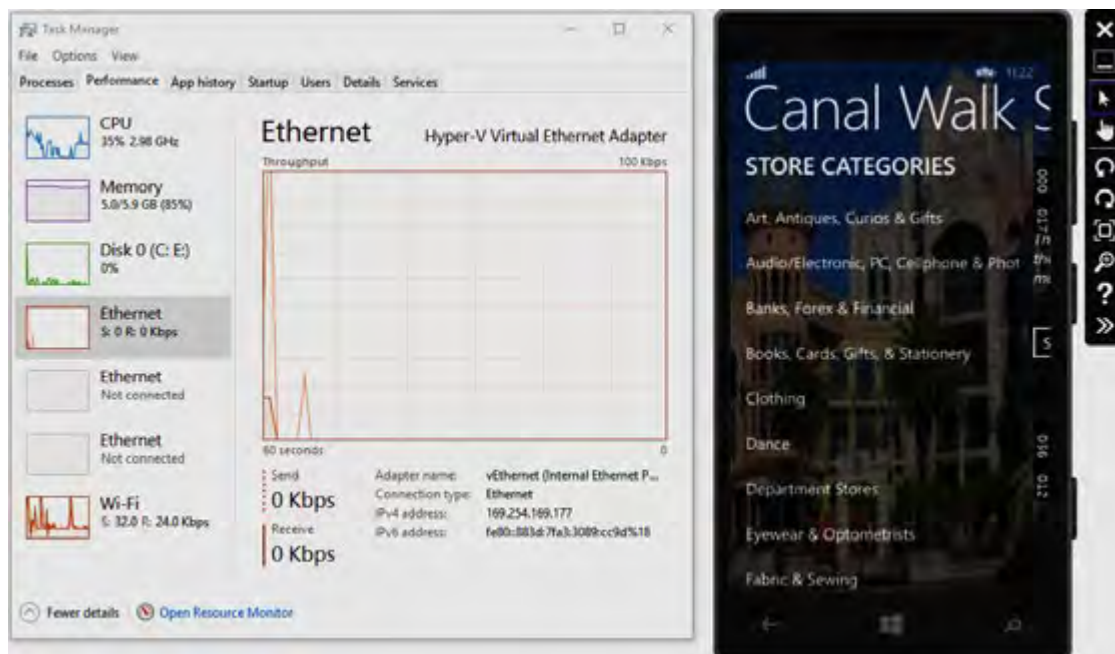 Task Manager
File Options View
Processes Performance App history Startup Users Details Services
CPU
35% 2.98 GHz
Memory
5.0/5.9 GB (85%)
Disk 0 (C: E:)
0%
Ethernet
S: 0 R: 0 Kbps
Ethernet
Not connected
Ethernet
Not connected
Wi-Fi
S: 32.0 R: 24.0 Kbps
Ethernet Hyper-V Virtual Ethernet Adapter
Throughput 100 Kbps
60 seconds 0
Send
0 Kbps
Receive
0 Kbps
Adapter name: vEthernet (Internal Ethernet P...
Connection type: Ethernet
IPv4 address: 169.254.169.177
IPv6 address: fe80::883d:7fa3:3089:cc9d%18
Fewer details Open Resource Monitor
11:22
Canal Walk S
STORE CATEGORIES
Art, Antiques, Curios & Gifts
Audio/Electronic, PC, Cellphone & Phot
Banks, Forex & Financial
Books, Cards, Gifts, & Stationery
Clothing
Dance
Department Stores
Eyewear & Optometrists
Fabric & Sewing
000 017
016 012
S